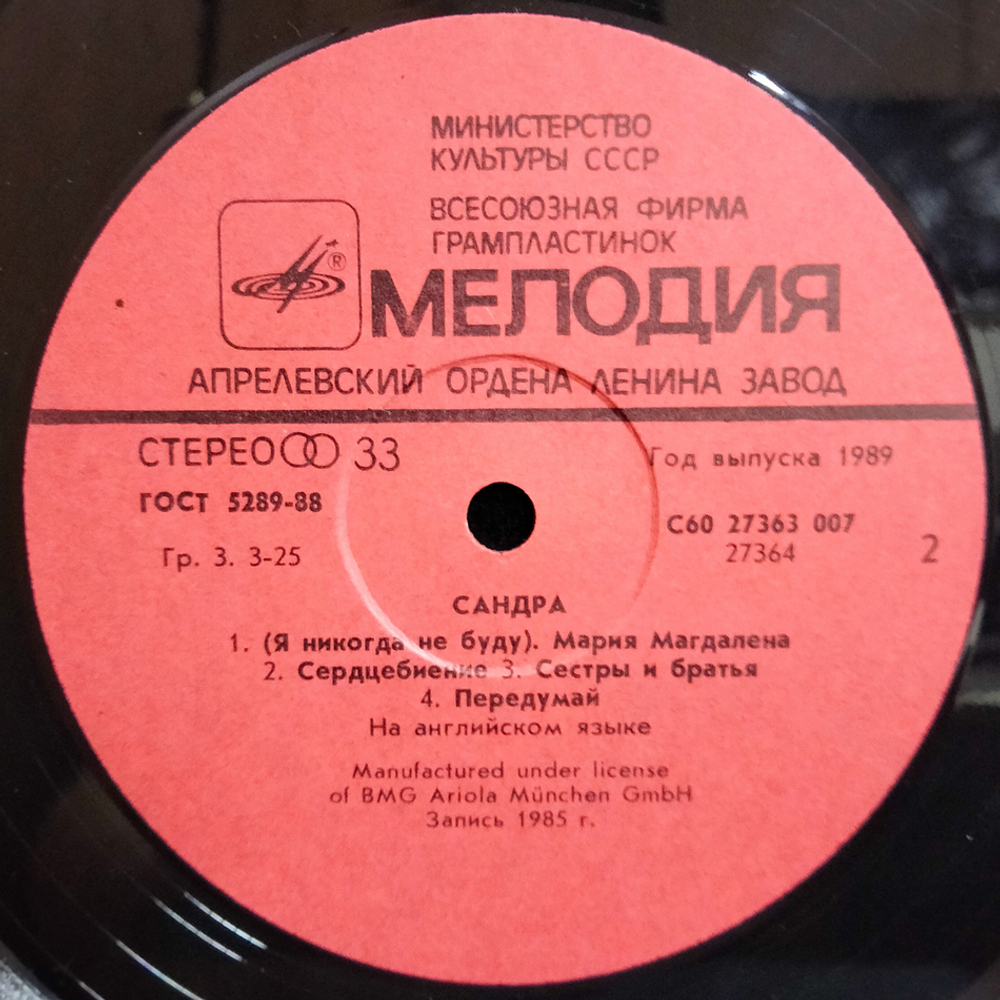 МИНИСТЕРСТВО
КУЛЬТУРЫ СССР
ВСЕСОЮЗНАЯ ФИРМА
ГРАМПЛАСТИНОК
®
МЕЛОДИЯ
АПРЕЛЕВСКИЙ ОРДЕНА ЛЕНИНА ЗАВОД
СТЕРЕО 33
Год выпуска 1989
ГОСТ 5289-88
С60 27363 007
Гр. 3. 3-25
27364
2
САНДРА
1. (Я никогда не буду). Мария Магдалена
2. Сердцебиение 3. Сестры и братья
4. Передумай
На английском языке
Manufactured under license
of BMG Ariola München GmbH
Запись 1985 г.